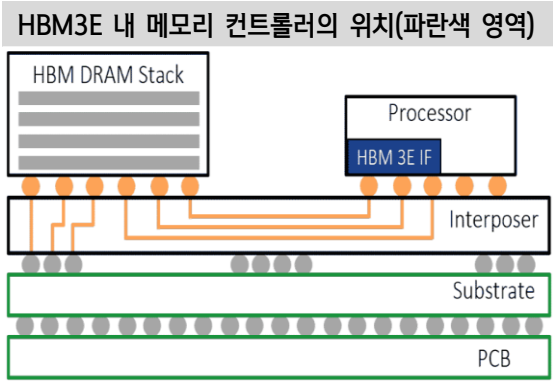 HBM3E 내 메모리 컨트롤러의 위치(파란색 영역)
HBM DRAM Stack
Processor
HBM 3E IF
Interposer
Substrate
PCB